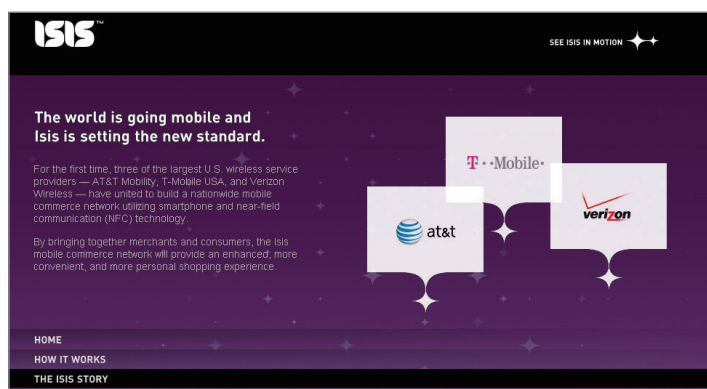 ISIS™
SEE ISIS IN MOTION
The world is going mobile and
Isis is setting the new standard.
For the first time, three of the largest U.S. wireless service
providers — AT&T Mobility, T-Mobile USA, and Verizon
Wireless — have united to build a nationwide mobile
commerce network utilizing smartphone and near-field
communication (NFC) technology.
By bringing together merchants and consumers, the Isis
mobile commerce network will provide an enhanced, more
convenient, and more personal shopping experience.
T··Mobile·
verizon
at&t
HOME
HOW IT WORKS
THE ISIS STORY